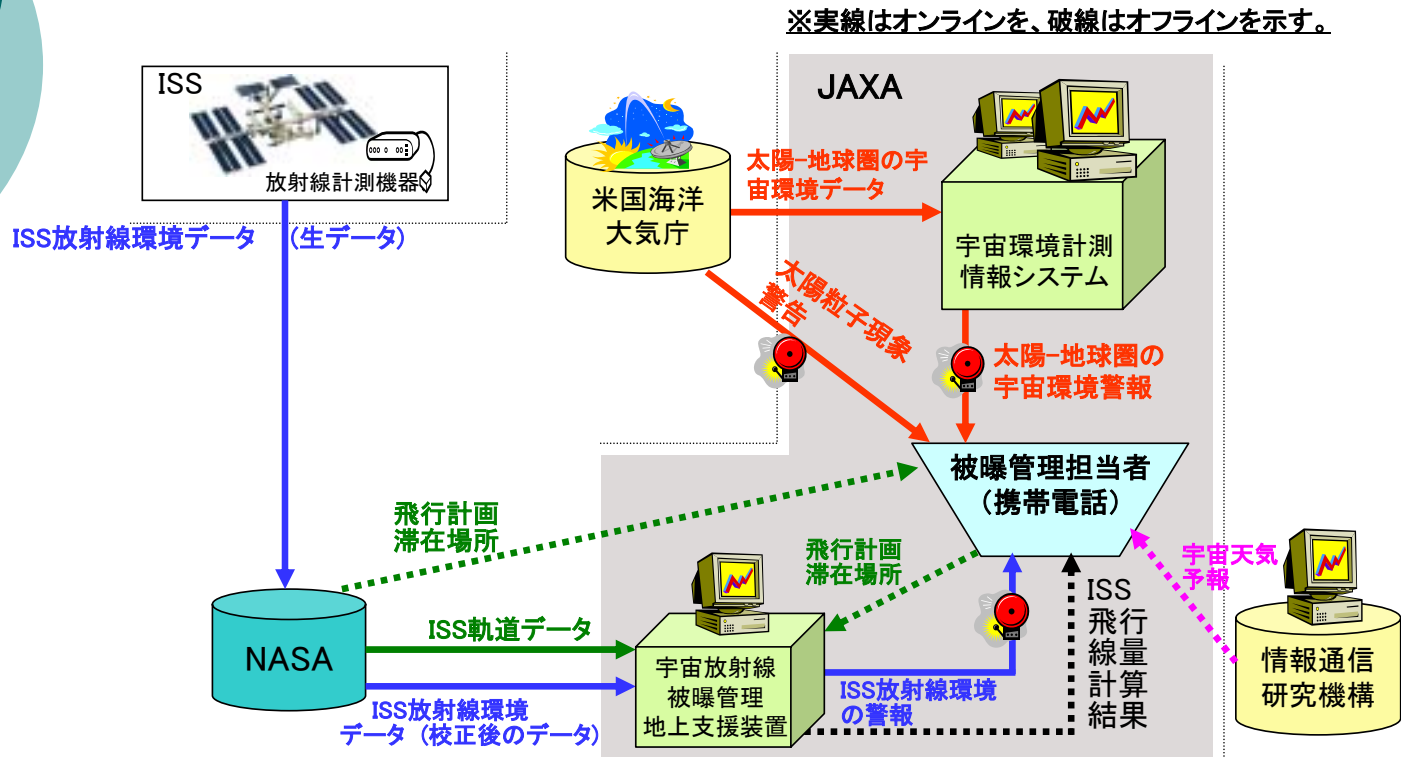 ※実線はオンラインを、破線はオフラインを示す。
ISS
放射線計測機器
JAXA
米国海洋
大気庁
太陽-地球圏の宇
宙環境データ
宇宙環境計測
情報システム
ISS放射線環境データ (生データ)
太陽粒子現象
警告
太陽-地球圏の
宇宙環境警報
被曝管理担当者
(携帯電話)
飛行計画
滞在場所
飛行計画
滞在場所
宇宙天気
予報
NASA
ISS軌道データ
ISS放射線環境
データ (校正後のデータ)
宇宙放射線
被曝管理
地上支援装置
ISS放射線環境
の警報
ISS
飛行
線量
計算
結果
情報通信
研究機構